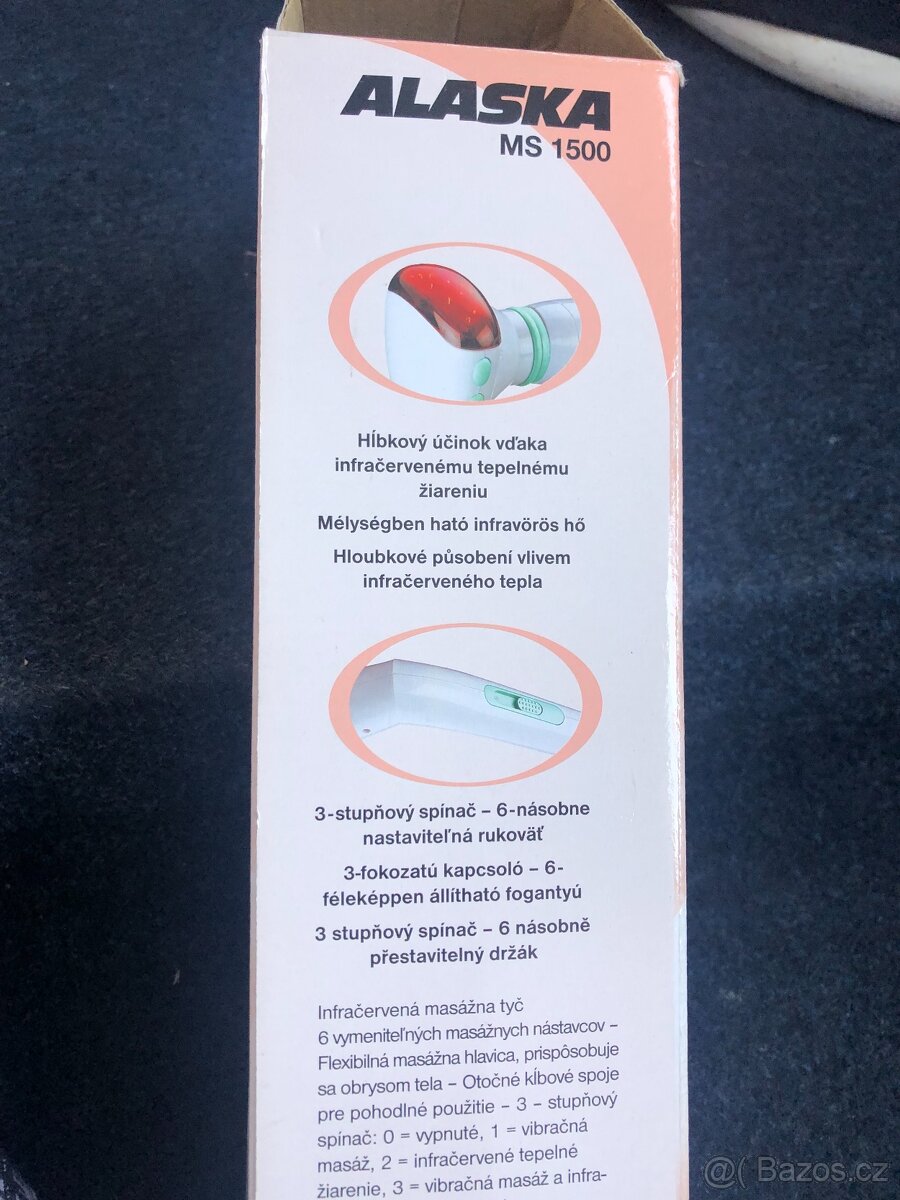 ALASKA
MS 1500
Hĺbkový účinok vďaka
infračervenému tepelnému
žiareniu
Mélységben ható infravörös hő
Hloubkové působení vlivem
infračerveného tepla
3-stupňový spínač – 6-násobne
nastaviteľná rukoväť
3-fokozatú kapcsoló – 6-
féleképpen állítható fogantyú
3 stupňový spínač – 6 násobně
přestavitelný držák
Infračervená masážna tyč
6 vymeniteľných masážnych nástavcov –
Flexibilná masážna hlavica, prispôsobuje
sa obrysom tela – Otočné kĺbové spoje
pre pohodlné použitie – 3 – stupňový
spínač: 0 = vypnuté, 1 = vibračná
masáž, 2 = infračervené tepelné
žiarenie, 3 = vibračná masáž a infra-
@( Bazos.cz